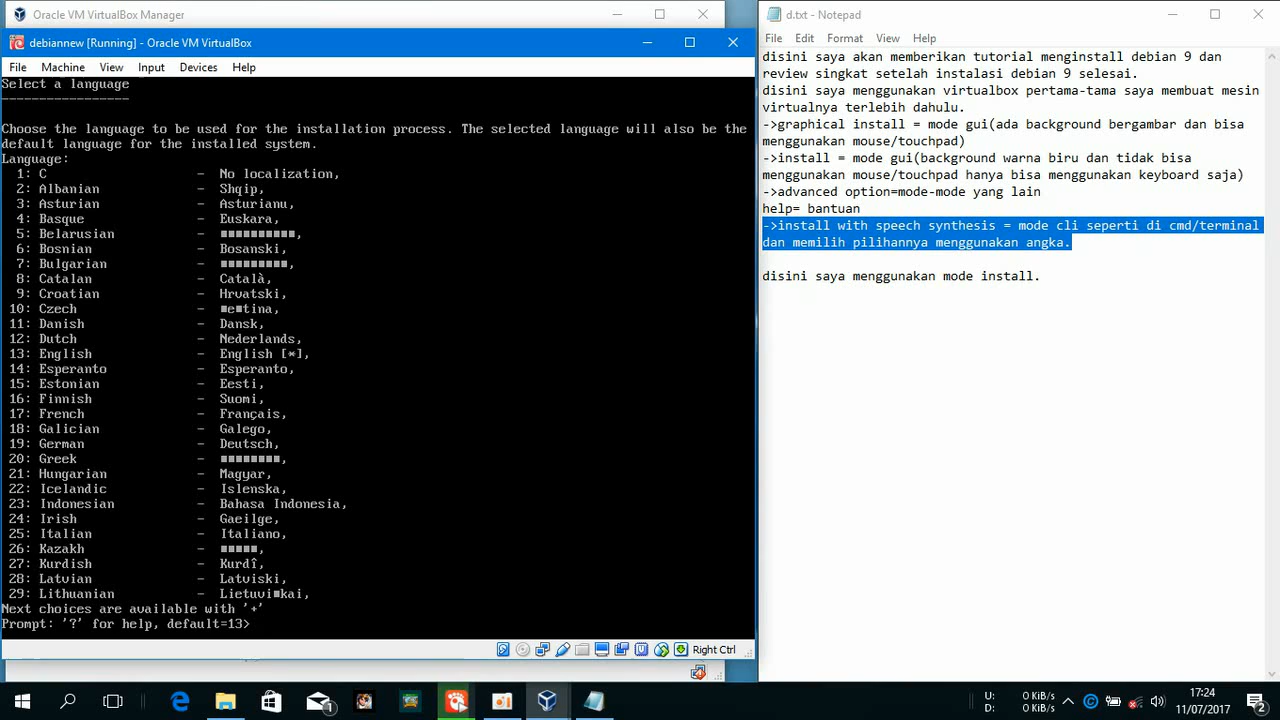 Oracle VM VirtualBox Manager
debiannew [Running] - Oracle VM VirtualBox
File Machine View Input Devices Help
Select a language
-----------------
Choose the language to be used for the installation process. The selected language will also be the
default language for the installed system.
Language:
1: C - No localization,
2: Albanian - Shqip,
3: Asturian - Asturianu,
4: Basque - Euskara,
5: Belarusian - ■■■■■■■■■■,
6: Bosnian - Bosanski,
7: Bulgarian - ■■■■■■■■■,
8: Catalan - Català,
9: Croatian - Hrvatski,
10: Czech - ■e■tina,
11: Danish - Dansk,
12: Dutch - Nederlands,
13: English - English [*],
14: Esperanto - Esperanto,
15: Estonian - Eesti,
16: Finnish - Suomi,
17: French - Français,
18: Galician - Galego,
19: German - Deutsch,
20: Greek - ■■■■■■■■,
21: Hungarian - Magyar,
22: Icelandic - Islenska,
23: Indonesian - Bahasa Indonesia,
24: Irish - Gaeilge,
25: Italian - Italiano,
26: Kazakh - ■■■■■,
27: Kurdish - Kurdî,
28: Latvian - Latviski,
29: Lithuanian - Lietuvi■kai,
Next choices are available with '+'
Prompt: '?' for help, default=13>
Right Ctrl
d.txt - Notepad
File Edit Format View Help
disini saya akan memberikan tutorial menginstall debian 9 dan
review singkat setelah instalasi debian 9 selesai.
disini saya menggunakan virtualbox pertama-tama saya membuat mesin
virtualnya terlebih dahulu.
->graphical install = mode gui(ada background bergambar dan bisa
menggunakan mouse/touchpad)
->install = mode gui(background warna biru dan tidak bisa
menggunakan mouse/touchpad hanya bisa menggunakan keyboard saja)
->advanced option=mode-mode yang lain
help= bantuan
->install with speech synthesis = mode cli seperti di cmd/terminal
dan memilih pilihannya menggunakan angka.
disini saya menggunakan mode install.
1
U: 0 KiB/s
D: 0 KiB/s
17:24
11/07/2017
2